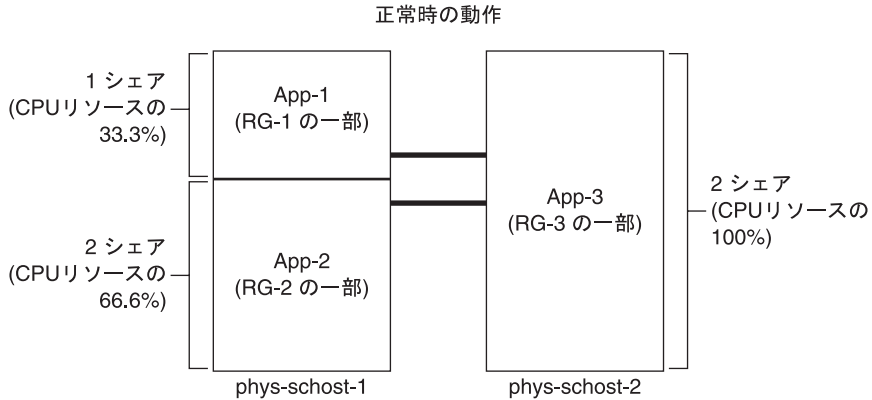 正常時の動作
1 シェア
(CPUリソースの
33.3%)
App-1
(RG-1 の一部)
2 シェア
(CPUリソースの
66.6%)
App-2
(RG-2 の一部)
App-3
(RG-3 の一部)
2 シェア
(CPUリソースの
100%)
phys-schost-1
phys-schost-2